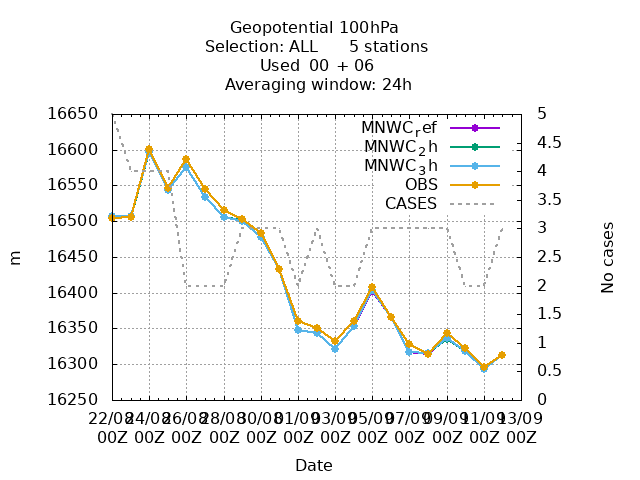 Geopotential 100hPa
Selection: ALL 5 stations
Used 00 + 06
Averaging window: 24h
MNWC_ref
MNWC_2h
MNWC_3h
OBS
CASES
16650
16600
16550
16500
16450
16400
16350
16300
16250
5
4.5
4
3.5
3
2.5
2
1.5
1
0.5
0
m
No cases
22/08 24/08 26/08 28/08 30/08 01/09 03/09 05/09 07/09 09/09 11/09 13/09
00Z 00Z 00Z 00Z 00Z 00Z 00Z 00Z 00Z 00Z 00Z 00Z
Date